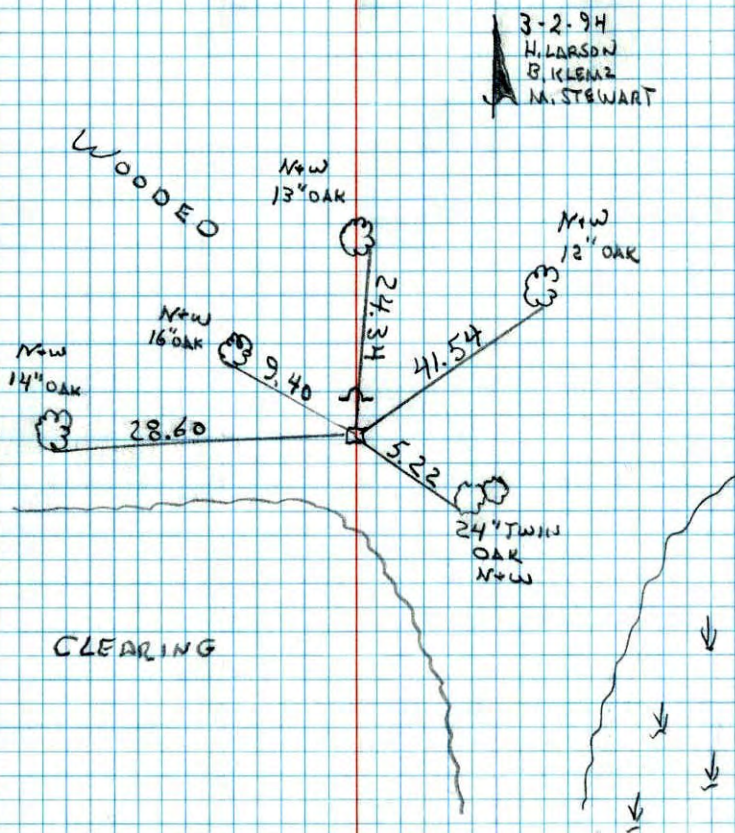 3-2-94
H. LARSON
B. KLEMZ
M. STEWART
WOODED
N+W
13" OAK
N+W
12" OAK
24.34
N+W
16" OAK
41.54
9.40
N+W
14" OAK
28.60
5.22
24" TWIN
OAK
N+W
CLEARING